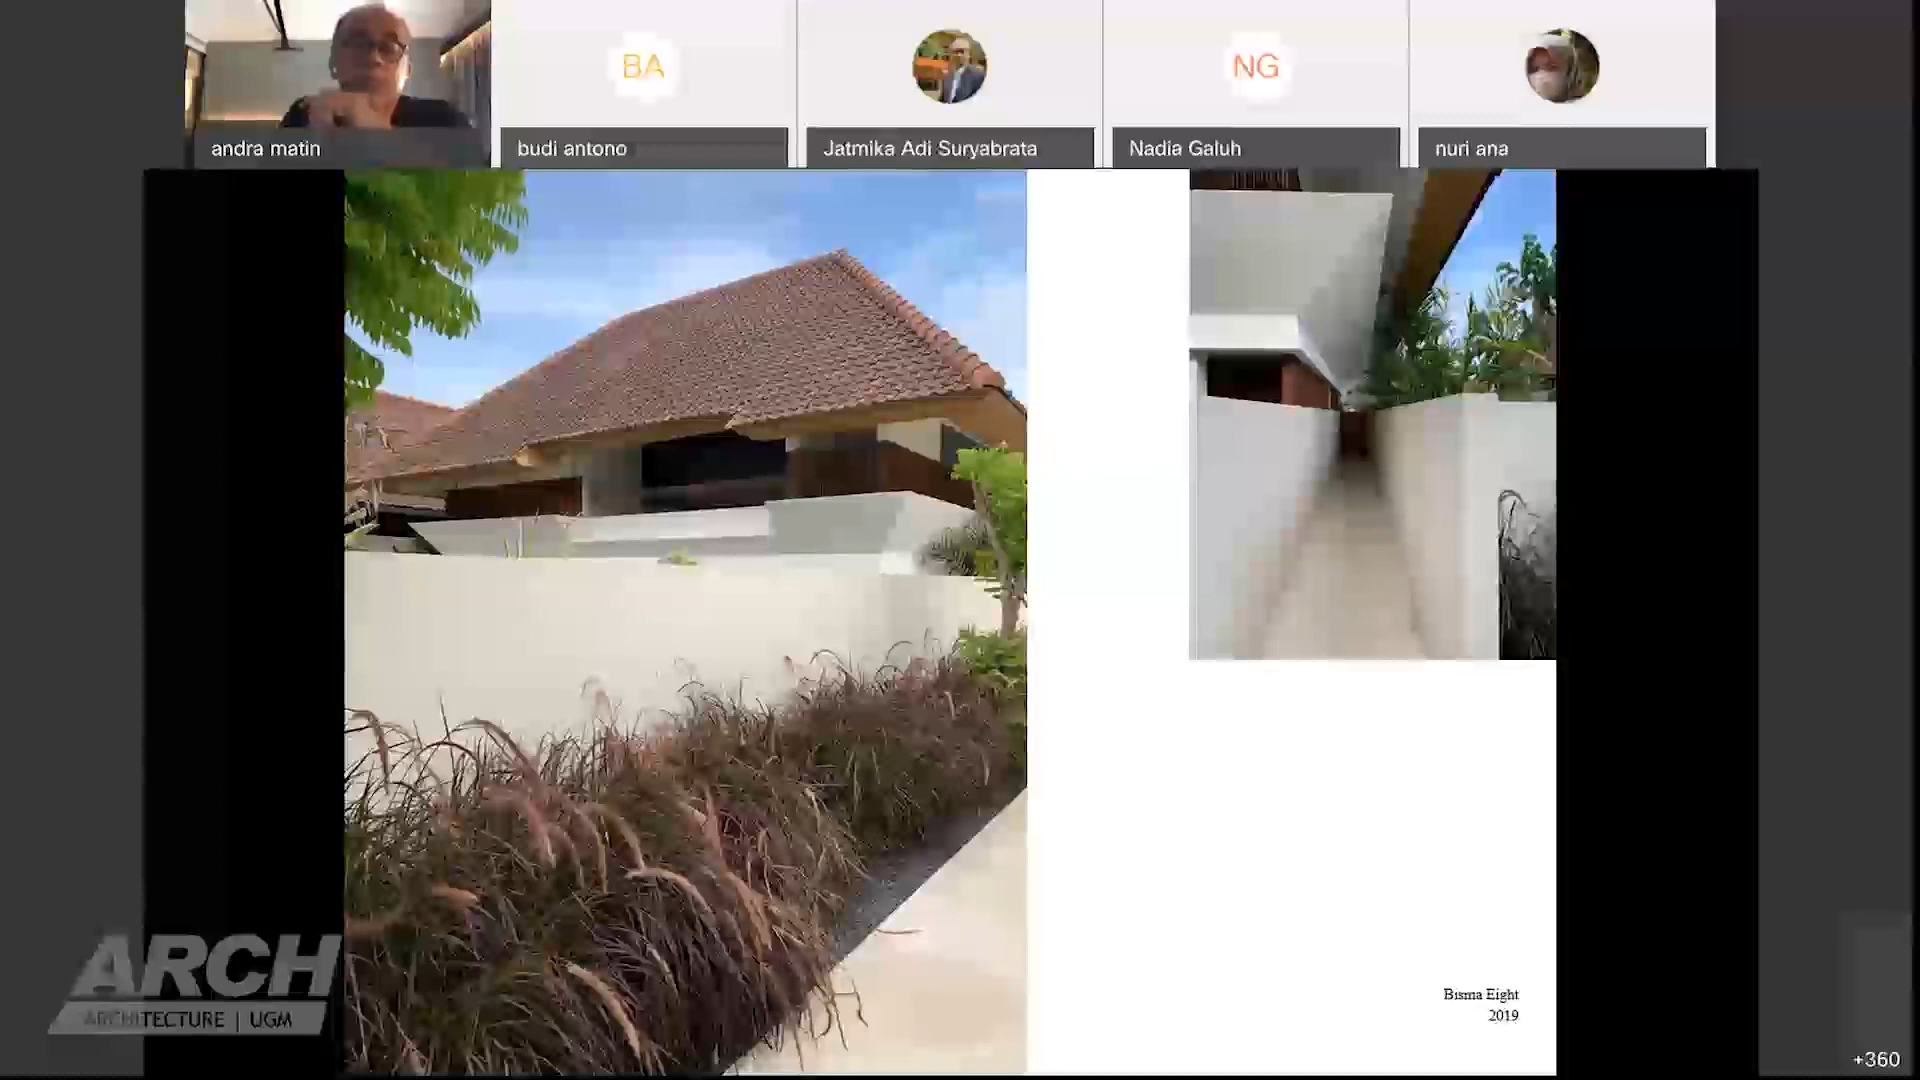 BA
NG
andra matin
budi antono
Jatmika Adi Suryabrata
Nadia Galuh
nuri ana
ARCH
ARCHITECTURE | UGM
Bisma Eight
2019
+360